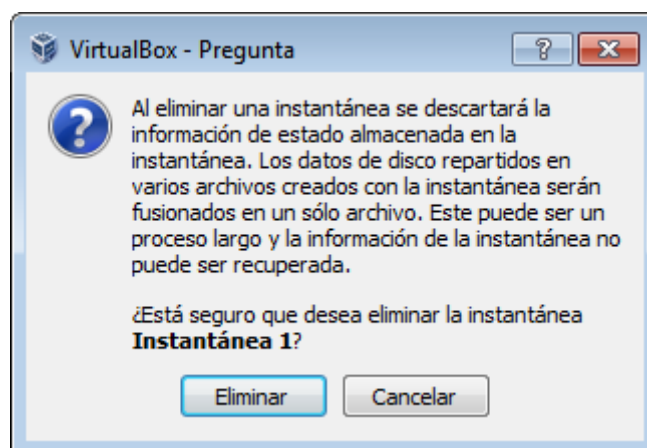 VirtualBox - Pregunta
Al eliminar una instantánea se descartará la
información de estado almacenada en la
instantánea. Los datos de disco repartidos en
varios archivos creados con la instantánea serán
fusionados en un sólo archivo. Este puede ser un
proceso largo y la información de la instantánea no
puede ser recuperada.
¿Está seguro que desea eliminar la instantánea
Instantánea 1?
Eliminar Cancelar